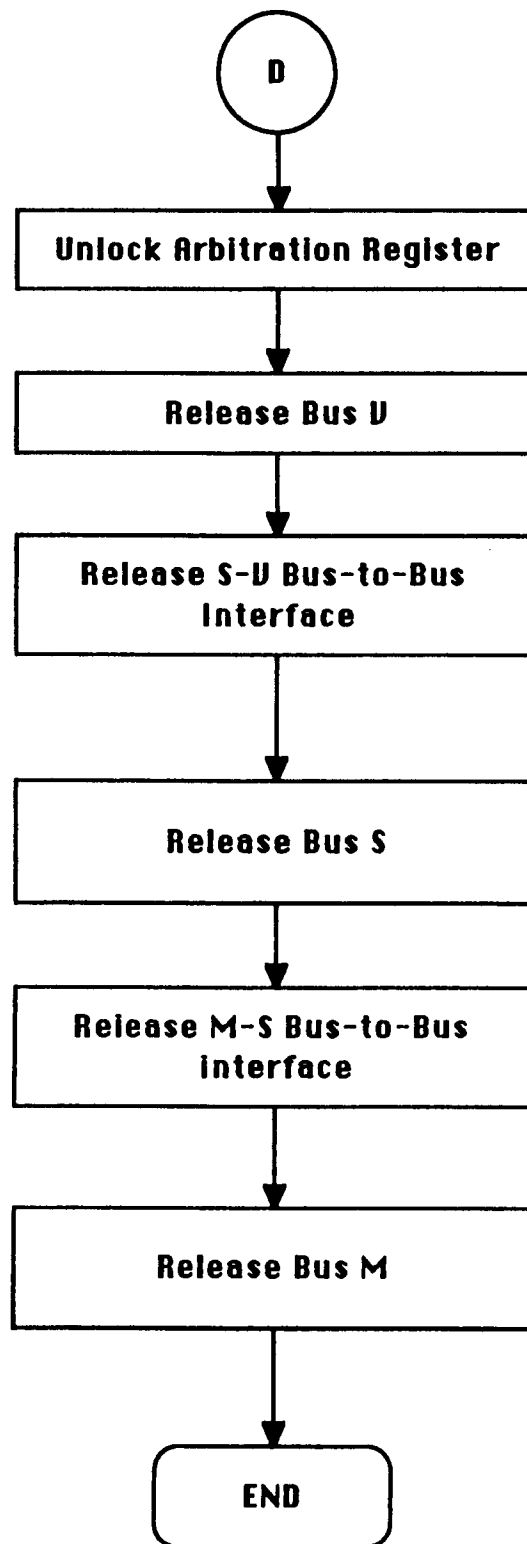 D
Unlock Arbitration Register
Release Bus V
Release S-V Bus-to-Bus
Interface
Release Bus S
Release M-S Bus-to-Bus
interface
Release Bus M
END